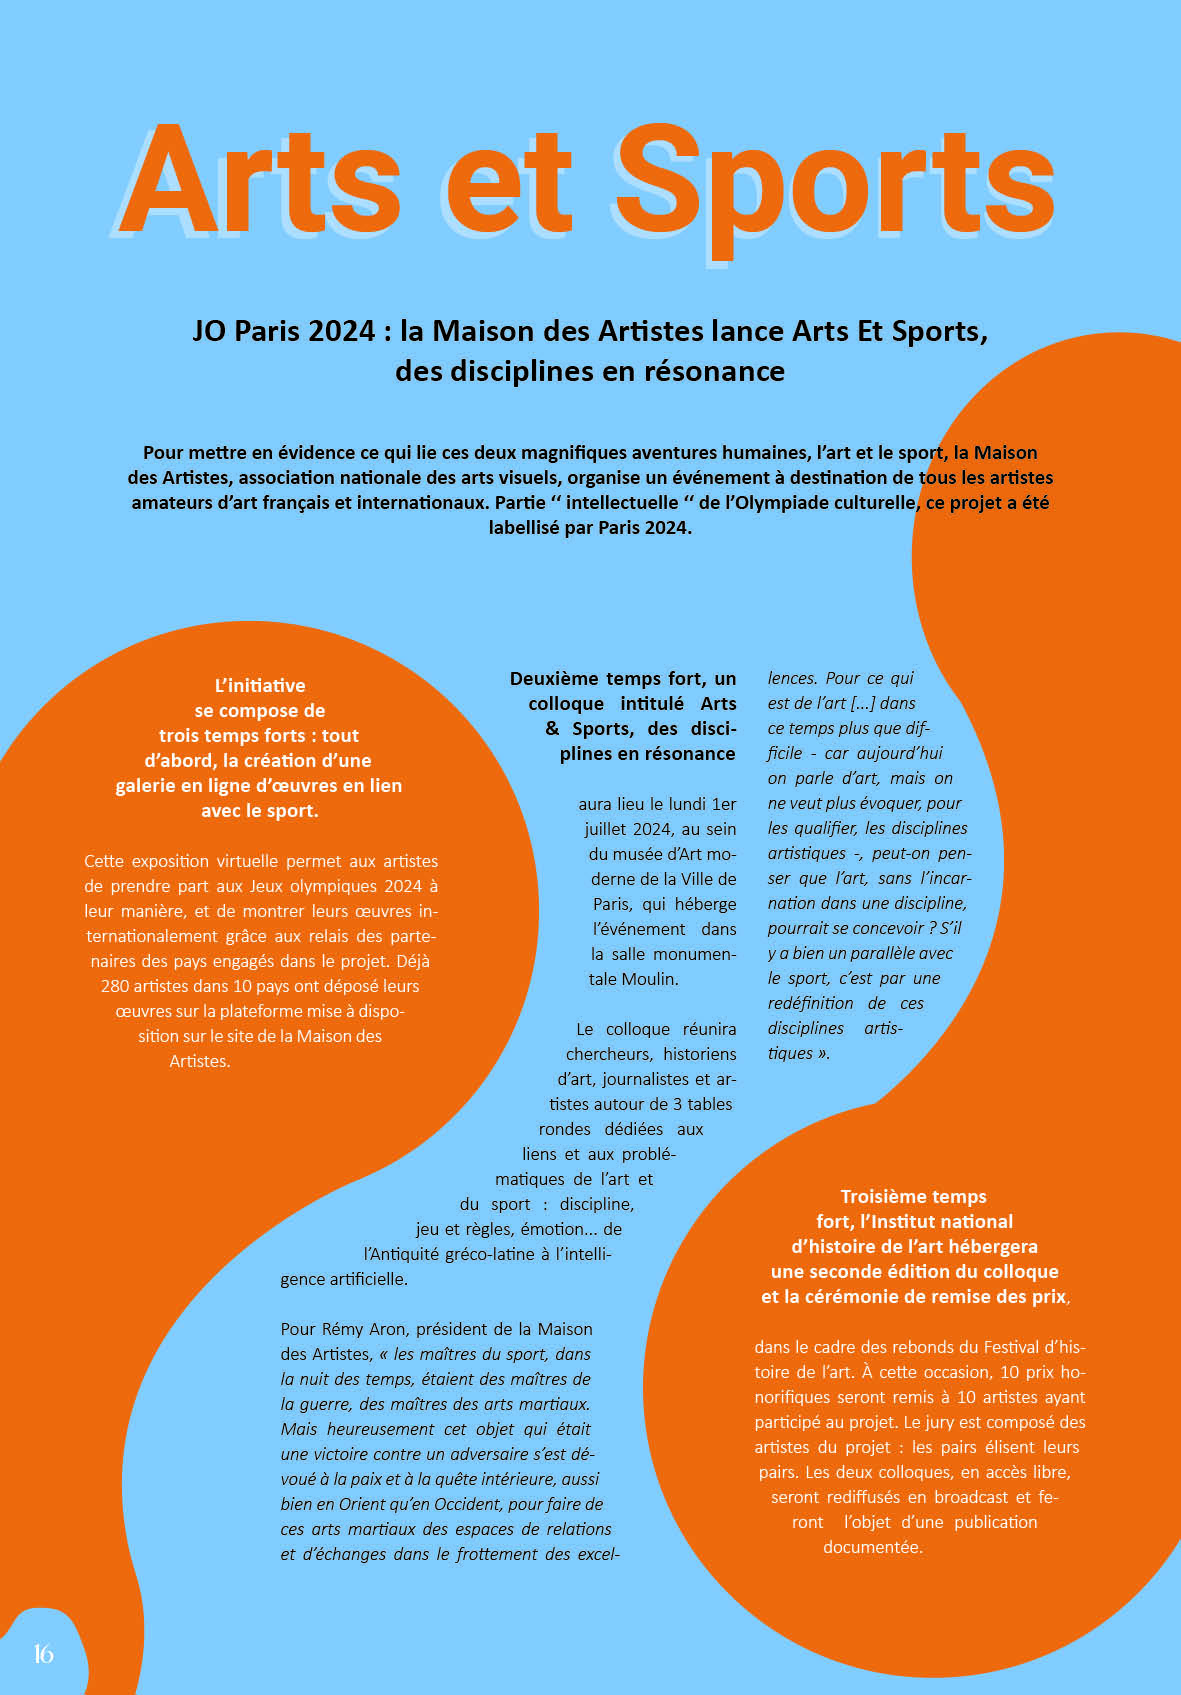 Arts et Sports
JO Paris 2024 : la Maison des Artistes lance Arts Et Sports,
des disciplines en résonance
Pour mettre en évidence ce qui lie ces deux magnifiques aventures humaines, l’art et le sport, la Maison
des Artistes, association nationale des arts visuels, organise un événement à destination de tous les artistes
amateurs d’art français et internationaux. Partie ‘‘ intellectuelle ‘‘ de l’Olympiade culturelle, ce projet a été
labellisé par Paris 2024.
L’initiative
se compose de
trois temps forts : tout
d’abord, la création d’une
galerie en ligne d’œuvres en lien
avec le sport.
Cette exposition virtuelle permet aux artistes
de prendre part aux Jeux olympiques 2024 à
leur manière, et de montrer leurs œuvres in-
ternationalement grâce aux relais des parte-
naires des pays engagés dans le projet. Déjà
280 artistes dans 10 pays ont déposé leurs
œuvres sur la plateforme mise à dispo-
sition sur le site de la Maison des
Artistes.
Deuxième temps fort, un
colloque intitulé Arts
& Sports, des disci-
plines en résonance
aura lieu le lundi 1er
juillet 2024, au sein
du musée d’Art mo-
derne de la Ville de
Paris, qui héberge
l’événement dans
la salle monumen-
tale Moulin.
Le colloque réunira
chercheurs, historiens
d’art, journalistes et ar-
tistes autour de 3 tables
rondes dédiées aux
liens et aux problé-
matiques de l’art et
du sport : discipline,
jeu et règles, émotion... de
l’Antiquité gréco-latine à l’intelli-
gence artificielle.
Pour Rémy Aron, président de la Maison
des Artistes, « les maîtres du sport, dans
la nuit des temps, étaient des maîtres de
la guerre, des maîtres des arts martiaux.
Mais heureusement cet objet qui était
une victoire contre un adversaire s’est dé-
voué à la paix et à la quête intérieure, aussi
bien en Orient qu’en Occident, pour faire de
ces arts martiaux des espaces de relations
et d’échanges dans le frottement des excel-
lences. Pour ce qui
est de l’art [...] dans
ce temps plus que dif-
ficile - car aujourd’hui
on parle d’art, mais on
ne veut plus évoquer, pour
les qualifier, les disciplines
artistiques -, peut-on pen-
ser que l’art, sans l’incar-
nation dans une discipline,
pourrait se concevoir ? S’il
y a bien un parallèle avec
le sport, c’est par une
redéfinition de ces
disciplines artis-
tiques ».
Troisième temps
fort, l’Institut national
d’histoire de l’art hébergera
une seconde édition du colloque
et la cérémonie de remise des prix,
dans le cadre des rebonds du Festival d’his-
toire de l’art. À cette occasion, 10 prix ho-
norifiques seront remis à 10 artistes ayant
participé au projet. Le jury est composé des
artistes du projet : les pairs élisent leurs
pairs. Les deux colloques, en accès libre,
seront rediffusés en broadcast et fe-
ront l’objet d’une publication
documentée.
16